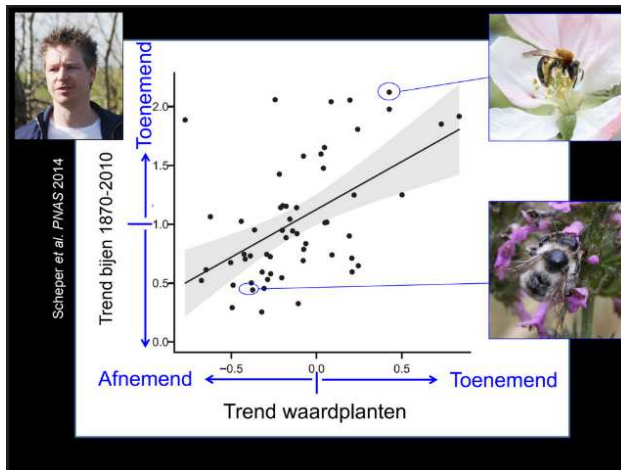 Scheper et al. PNAS 2014
Trend bijen 1870-2010
Toenemend
2.0
1.5
1.0
0.5
0.0
−0.5
0.0
0.5
Afnemend
Toenemend
Trend waardplanten